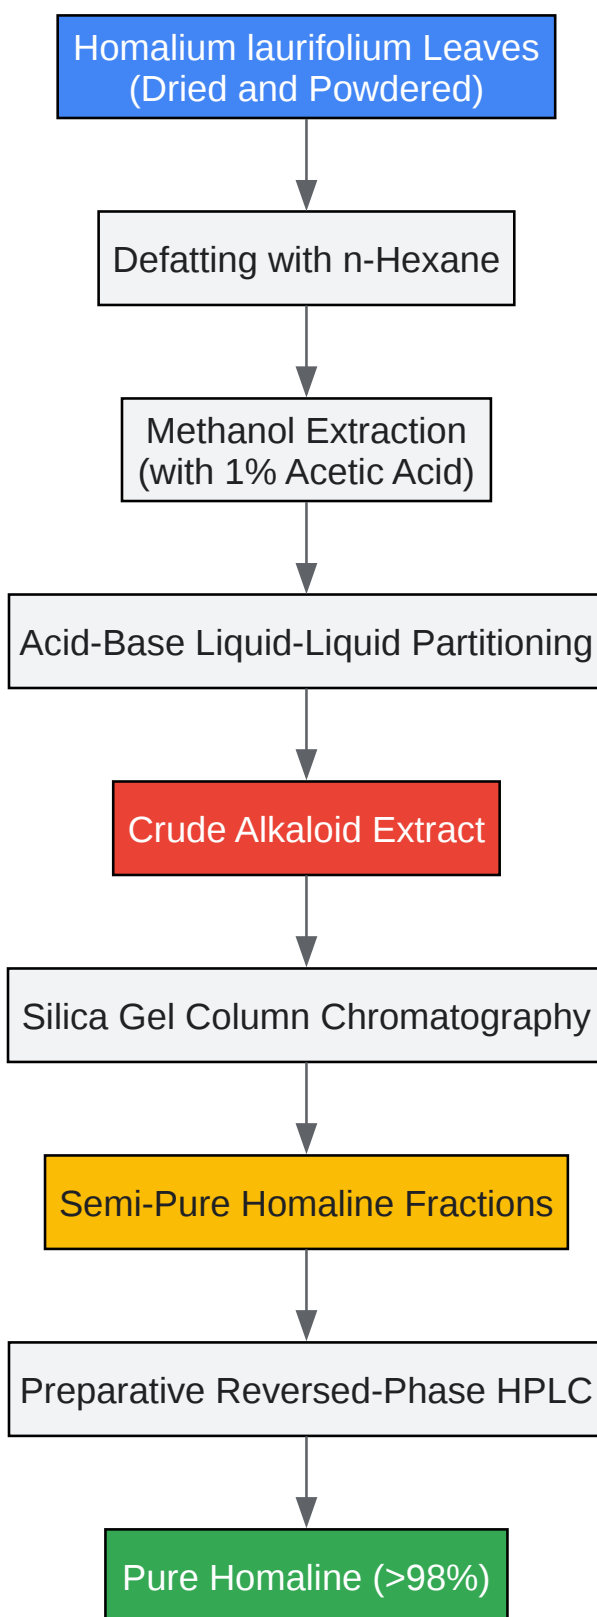 Homalium laurifolium Leaves
(Dried and Powdered)
Defatting with n-Hexane
Methanol Extraction
(with 1% Acetic Acid)
Acid-Base Liquid-Liquid Partitioning
Crude Alkaloid Extract
Silica Gel Column Chromatography
Semi-Pure Homaline Fractions
Preparative Reversed-Phase HPLC
Pure Homaline (>98%)